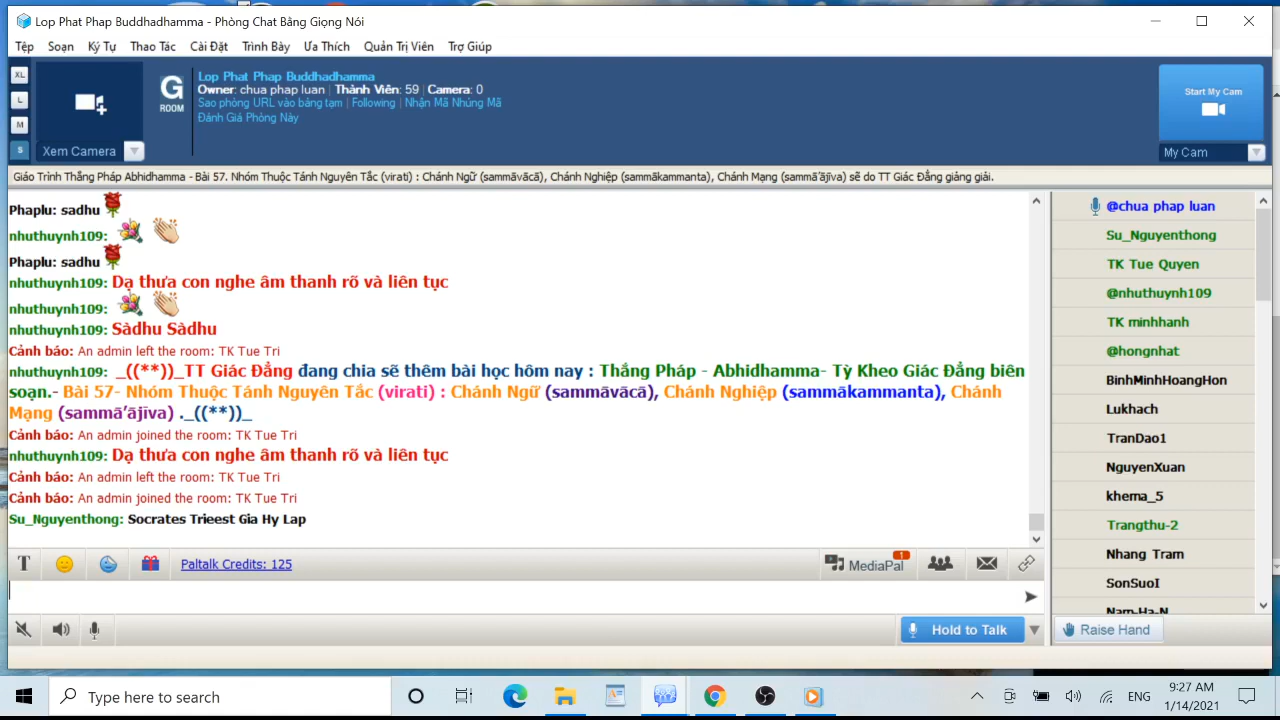 Lop Phat Phap Buddhadhamma - Phòng Chat Bằng Giọng Nói
Tệp Soạn Ký Tự Thao Tác Cài Đặt Trình Bày Ưa Thích Quản Trị Viên Trợ Giúp
XL
L
M
S
Xem Camera
G
ROOM
Lop Phat Phap Buddhadhamma
Owner: chua phap luan | Thành Viên: 59 | Camera: 0
Sao phòng URL vào bảng tạm | Following | Nhận Mã Nhúng Mã
Đánh Giá Phòng Này
Start My Cam
My Cam
Giáo Trình Thắng Pháp Abhidhamma - Bài 57. Nhóm Thuộc Tánh Nguyên Tắc (virati) : Chánh Ngữ (sammāvācā), Chánh Nghiệp (sammākammanta), Chánh Mạng (sammā'ājīva) sẽ do TT Giác Đẳng giảng giải.
Phaplu: sadhu
nhuthuynh109:
Phaplu: sadhu
nhuthuynh109: Dạ thưa con nghe âm thanh rõ và liên tục
nhuthuynh109:
nhuthuynh109: Sàdhu Sàdhu
Cảnh báo: An admin left the room: TK Tue Tri
nhuthuynh109: _((**))_TT Giác Đẳng đang chia sẽ thêm bài học hôm nay : Thắng Pháp - Abhidhamma- Tỳ Kheo Giác Đẳng biên
soạn.- Bài 57- Nhóm Thuộc Tánh Nguyên Tắc (virati) : Chánh Ngữ (sammāvācā), Chánh Nghiệp (sammākammanta), Chánh
Mạng (sammā'ājīva) ._((**))_
Cảnh báo: An admin joined the room: TK Tue Tri
nhuthuynh109: Dạ thưa con nghe âm thanh rõ và liên tục
Cảnh báo: An admin left the room: TK Tue Tri
Cảnh báo: An admin joined the room: TK Tue Tri
Su_Nguyenthong: Socrates Trieest Gia Hy Lap
@chua phap luan
Su_Nguyenthong
TK Tue Quyen
@nhuthuynh109
TK minhhanh
@hongnhat
BinhMinhHoangHon
Lukhach
TranDao1
NguyenXuan
khema_5
Trangthu-2
Nhang Tram
SonSuoI
Nam-Ha-N
T Paltalk Credits: 125 MediaPal 1
Hold to Talk Raise Hand
Type here to search
ENG
9:27 AM
1/14/2021